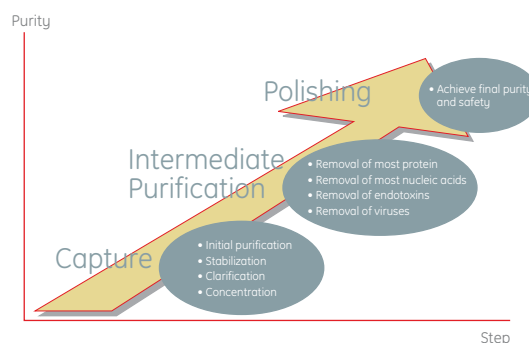 Purity
Polishing
• Achieve final purity
and safety
Intermediate
Purification
• Removal of most protein
• Removal of most nucleic acids
• Removal of endotoxins
• Removal of viruses
Capture
• Initial purification
• Stabilization
• Clarification
• Concentration
Step